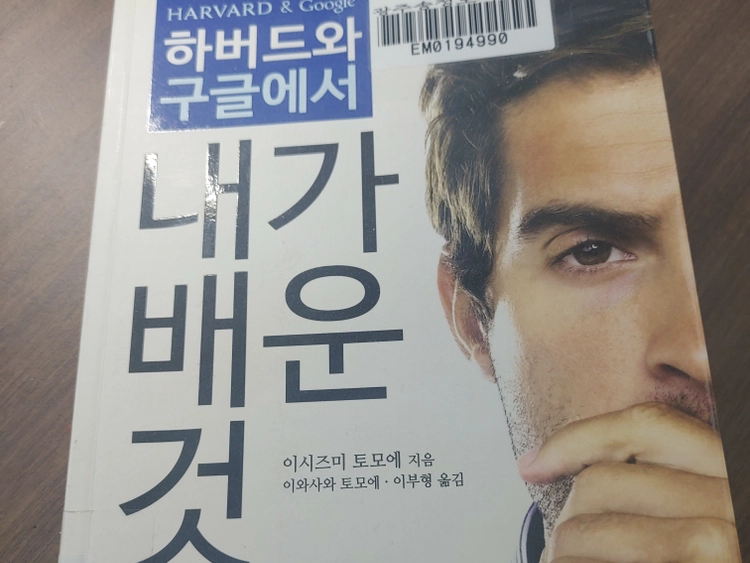 HARVARD & Google
하버드와
구글에서
내가
배운
것
이시즈미 토모에 지음
이와사와 토모에 · 이부형 옮김
EM0194990